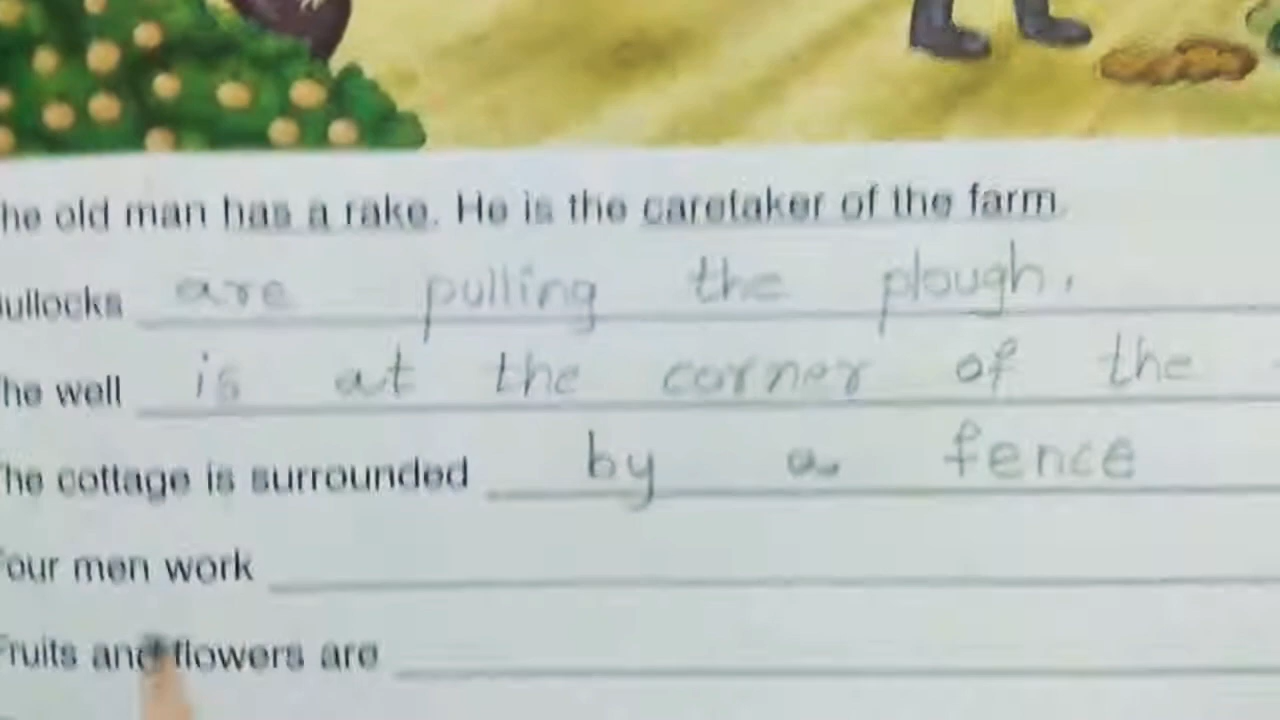 he old man has a rake. He is the caretaker of the farm.
ullocks are pulling the plough.
he well is at the corner of the
he cottage is surrounded by a fence
our men work
Fruits and flowers are